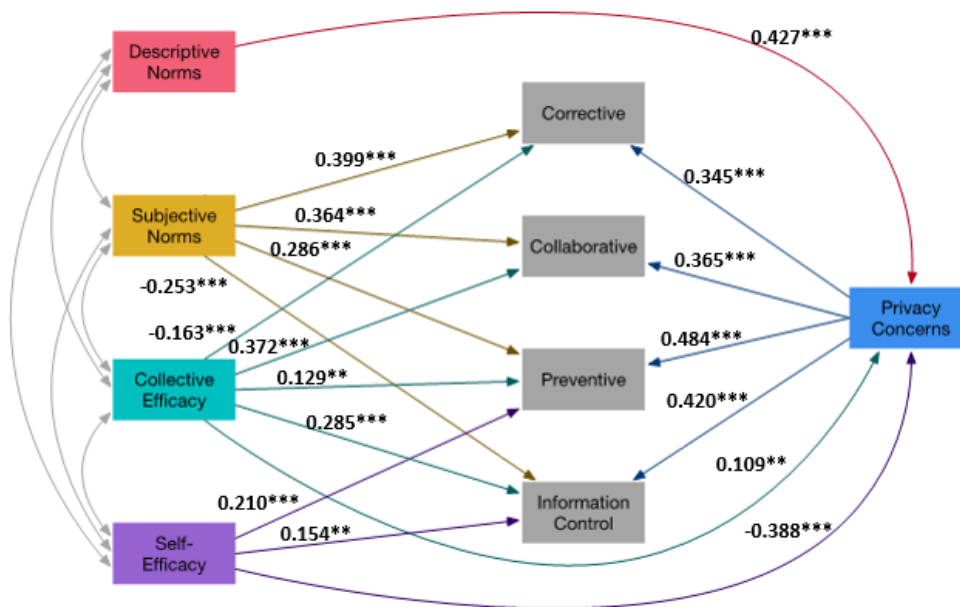 Descriptive
Norms
0.427***
Corrective
0.399***
0.345***
Subjective
Norms
0.364***
Collaborative
0.286***
0.365***
-0.253***
Privacy
Concerns
-0.163***
0.372***
0.484***
Collective
Efficacy
0.129**
Preventive
0.420***
0.285***
0.109**
0.210***
Information
Control
0.154**
-0.388***
Self-
Efficacy